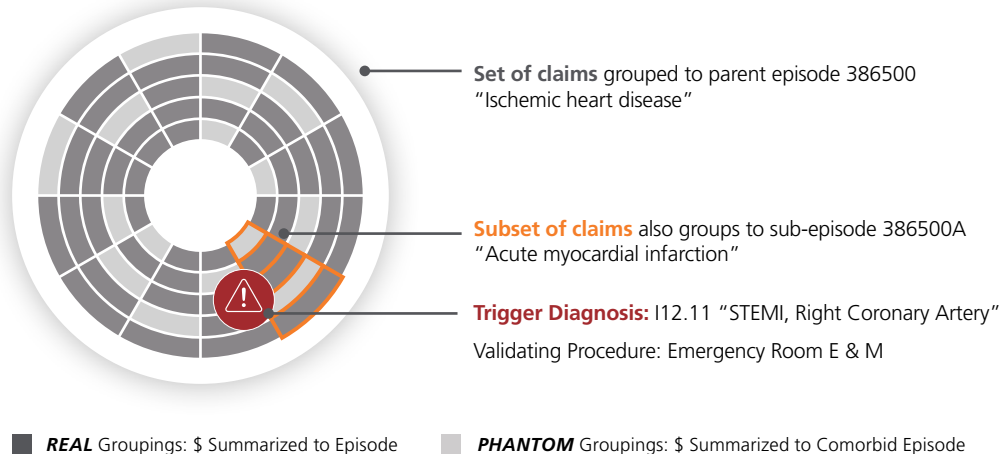 Set of claims grouped to parent episode 386500
“Ischemic heart disease”
Subset of claims also groups to sub-episode 386500A
“Acute myocardial infarction”
Trigger Diagnosis: I12.11 “STEMI, Right Coronary Artery”
Validating Procedure: Emergency Room E & M
REAL Groupings: $ Summarized to Episode
PHANTOM Groupings: $ Summarized to Comorbid Episode